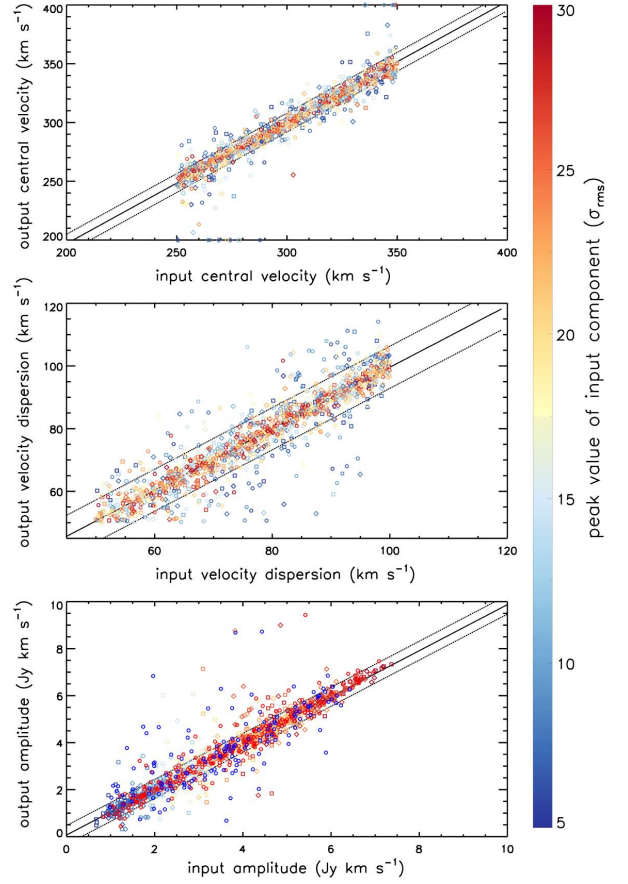 400
350
300
250
200
output central velocity (km s⁻¹)
200 250 300 350 400
input central velocity (km s⁻¹)
120
100
80
60
output velocity dispersion (km s⁻¹)
60 80 100 120
input velocity dispersion (km s⁻¹)
10
8
6
4
2
0
output amplitude (Jy km s⁻¹)
0 2 4 6 8 10
input amplitude (Jy km s⁻¹)
30
25
20
15
10
5
peak value of input component (σrms)